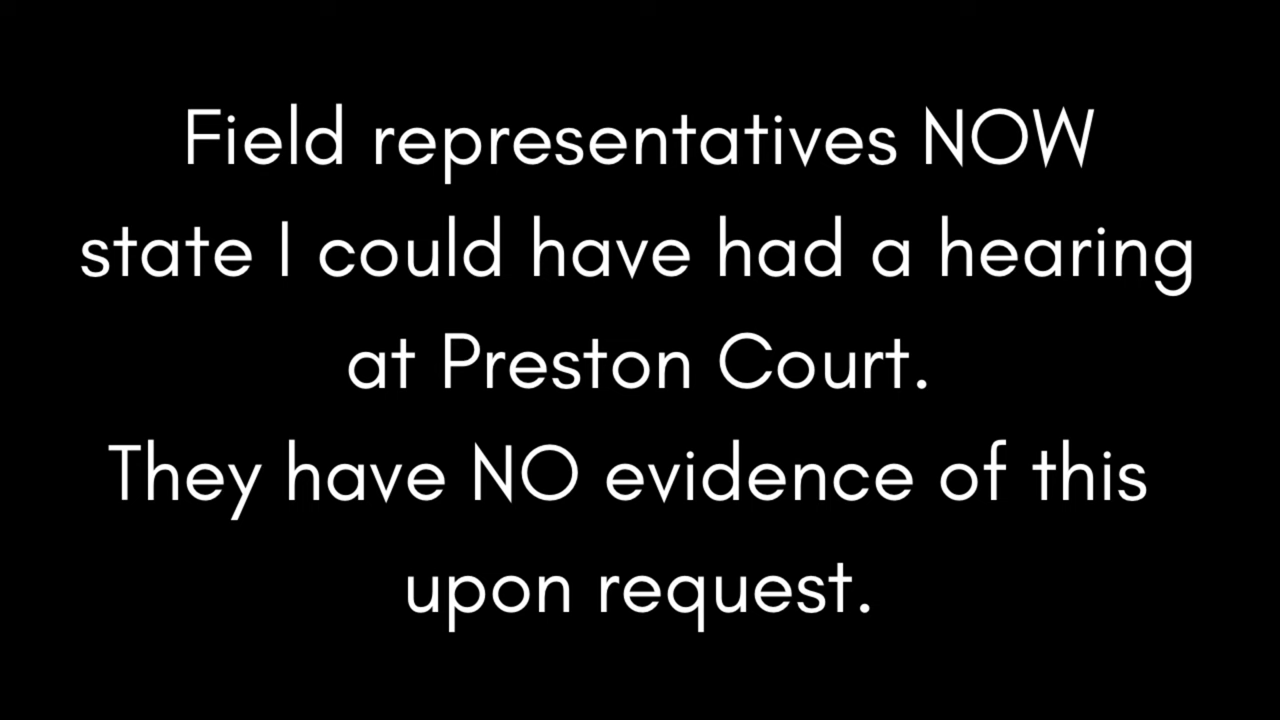 Field representatives NOW
state I could have had a hearing
at Preston Court.
They have NO evidence of this
upon request.